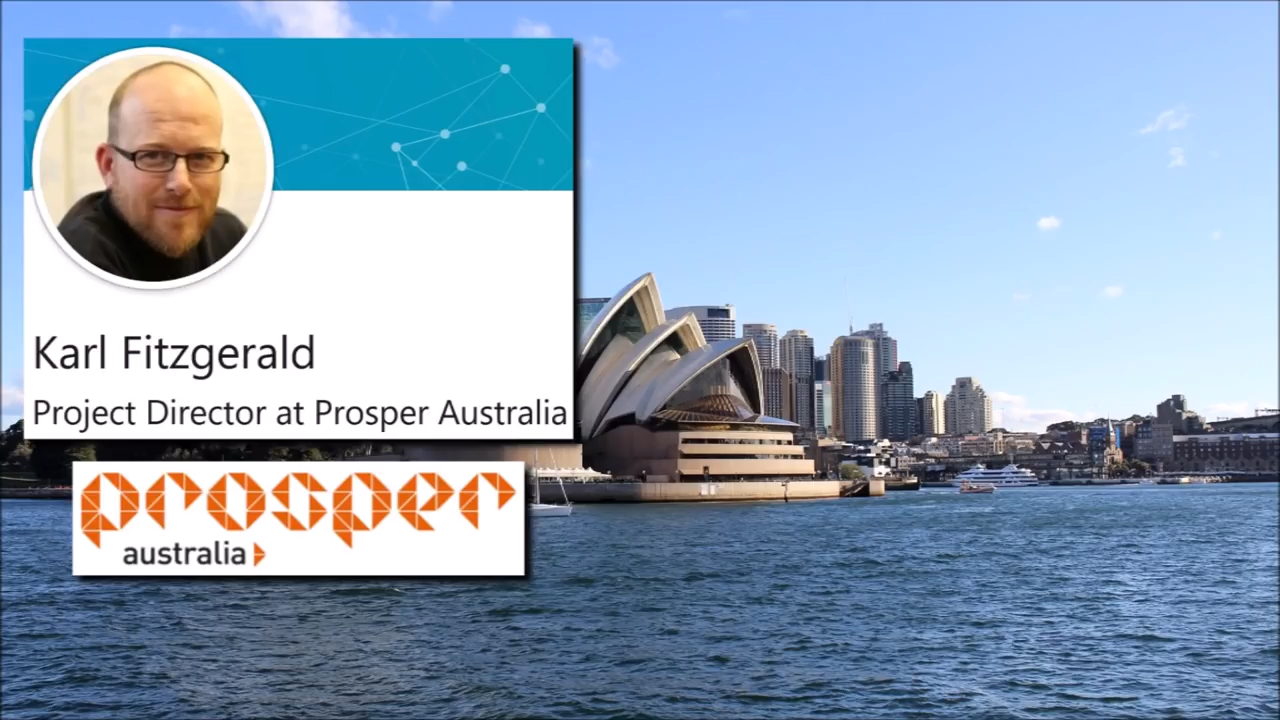 Karl Fitzgerald
Project Director at Prosper Australia
prosper
australia